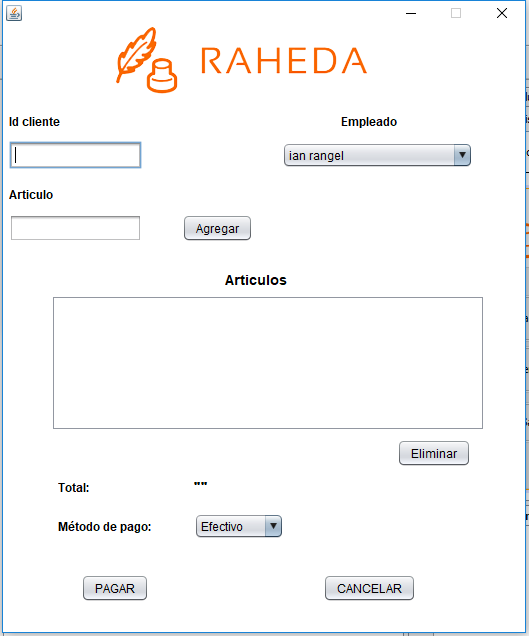 RAHEDA
Id cliente
Empleado
ian rangel
Articulo
Agregar
Articulos
Eliminar
Total: ""
Método de pago: Efectivo
PAGAR
CANCELAR